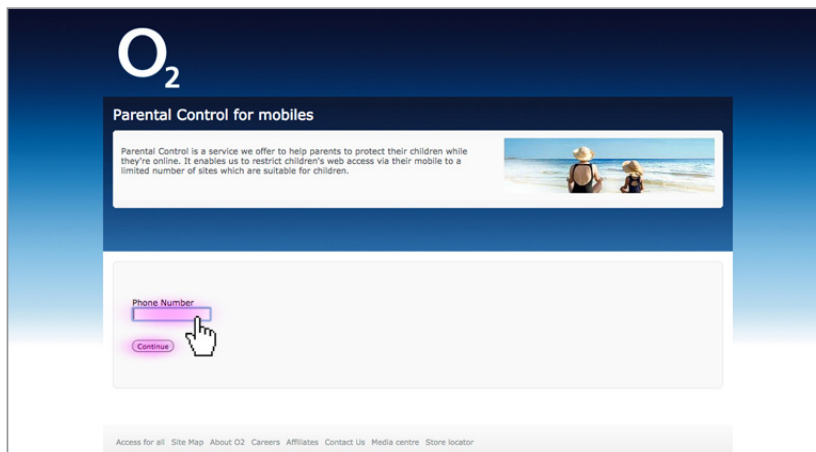 O2
Parental Control for mobiles
Parental Control is a service we offer to help parents to protect their children while
they're online. It enables us to restrict children's web access via their mobile to a
limited number of sites which are suitable for children.
Phone Number
Continue
Access for all Site Map About O2 Careers Affiliates Contact Us Media centre Store locator